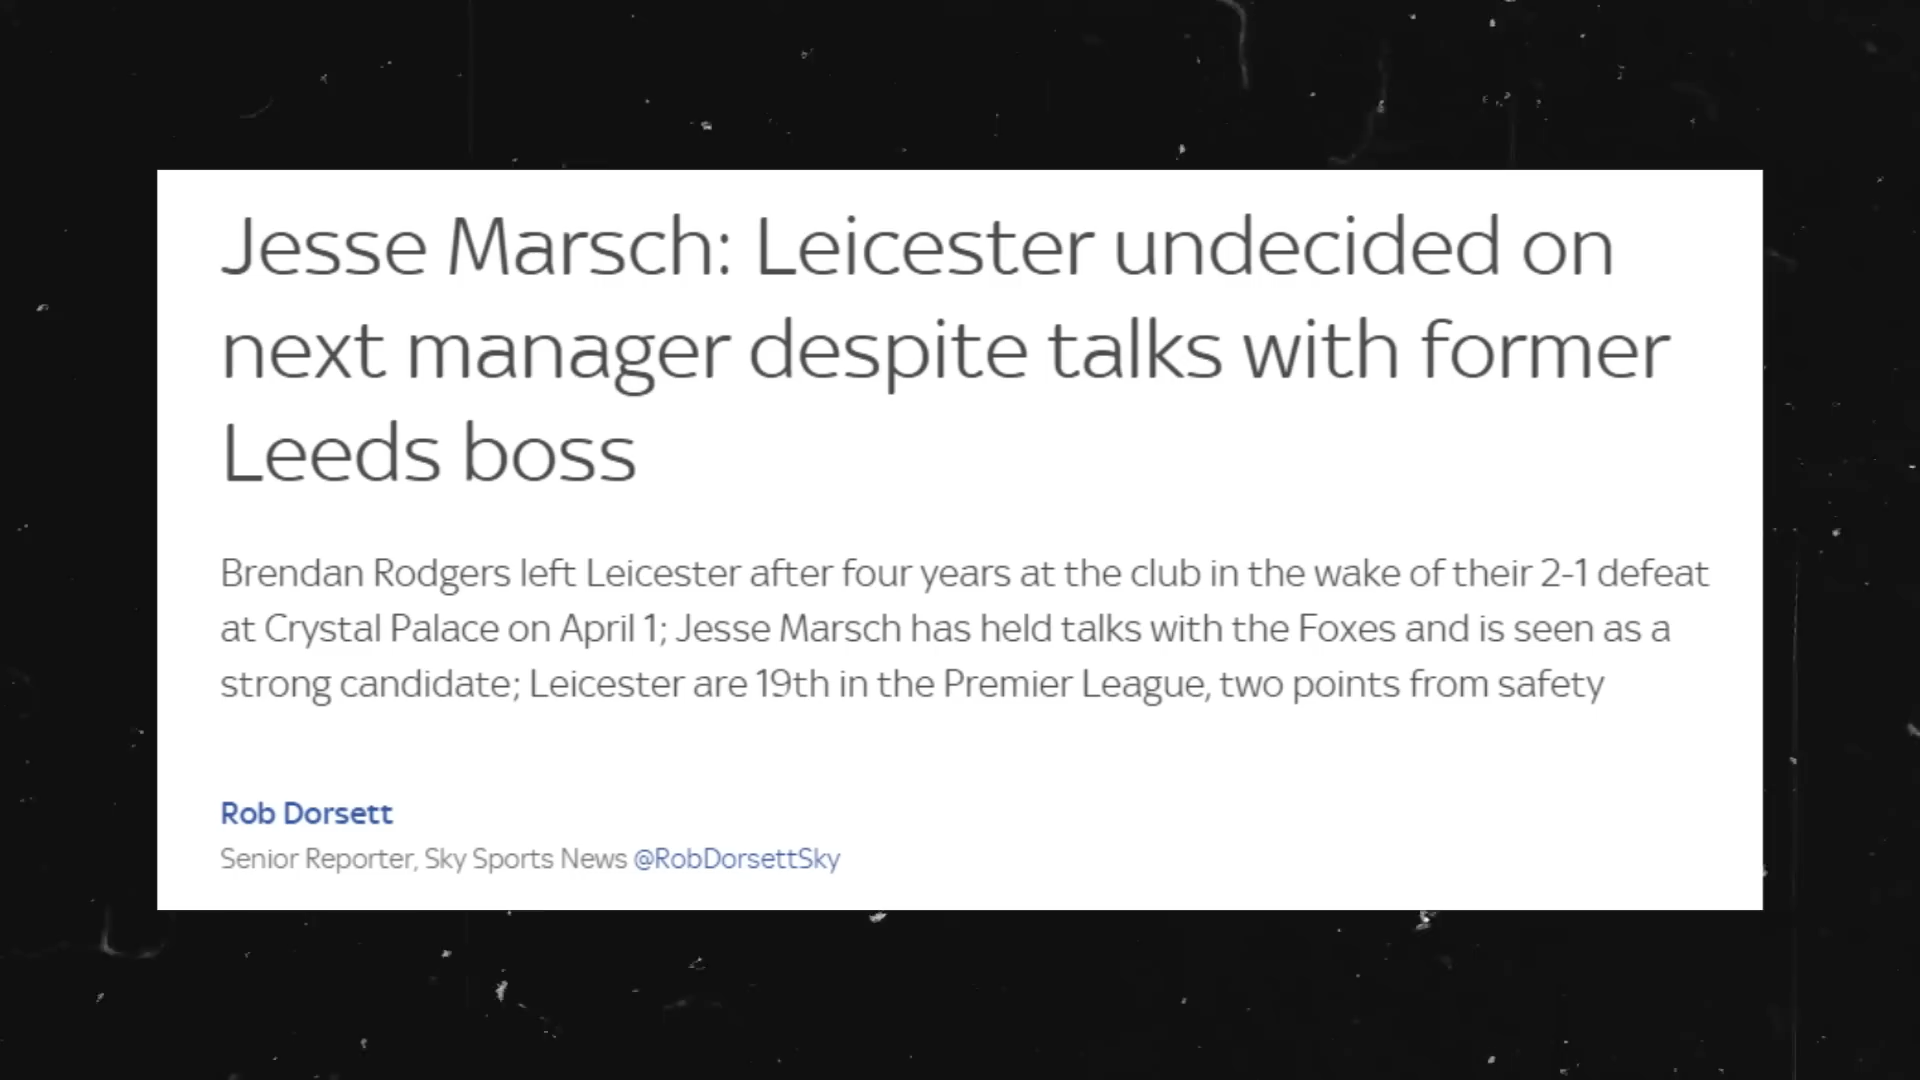 Jesse Marsch: Leicester undecided on
next manager despite talks with former
Leeds boss
Brendan Rodgers left Leicester after four years at the club in the wake of their 2-1 defeat
at Crystal Palace on April 1; Jesse Marsch has held talks with the Foxes and is seen as a
strong candidate; Leicester are 19th in the Premier League, two points from safety
Rob Dorsett
Senior Reporter, Sky Sports News @RobDorsettSky